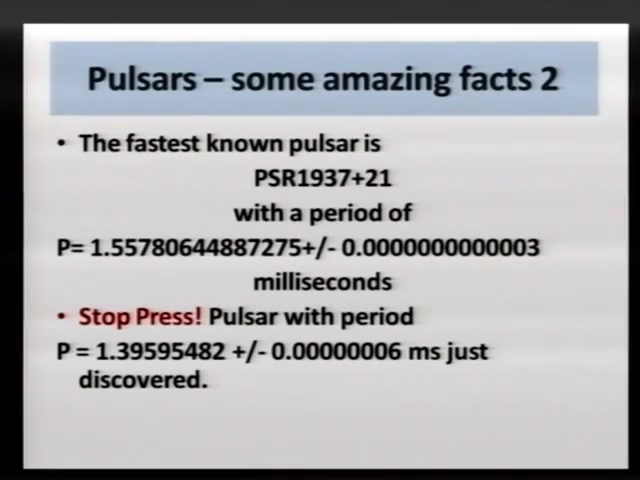 Pulsars – some amazing facts 2
• The fastest known pulsar is
PSR1937+21
with a period of
P= 1.55780644887275+/- 0.0000000000003
milliseconds
• Stop Press! Pulsar with period
P = 1.39595482 +/- 0.00000006 ms just
discovered.